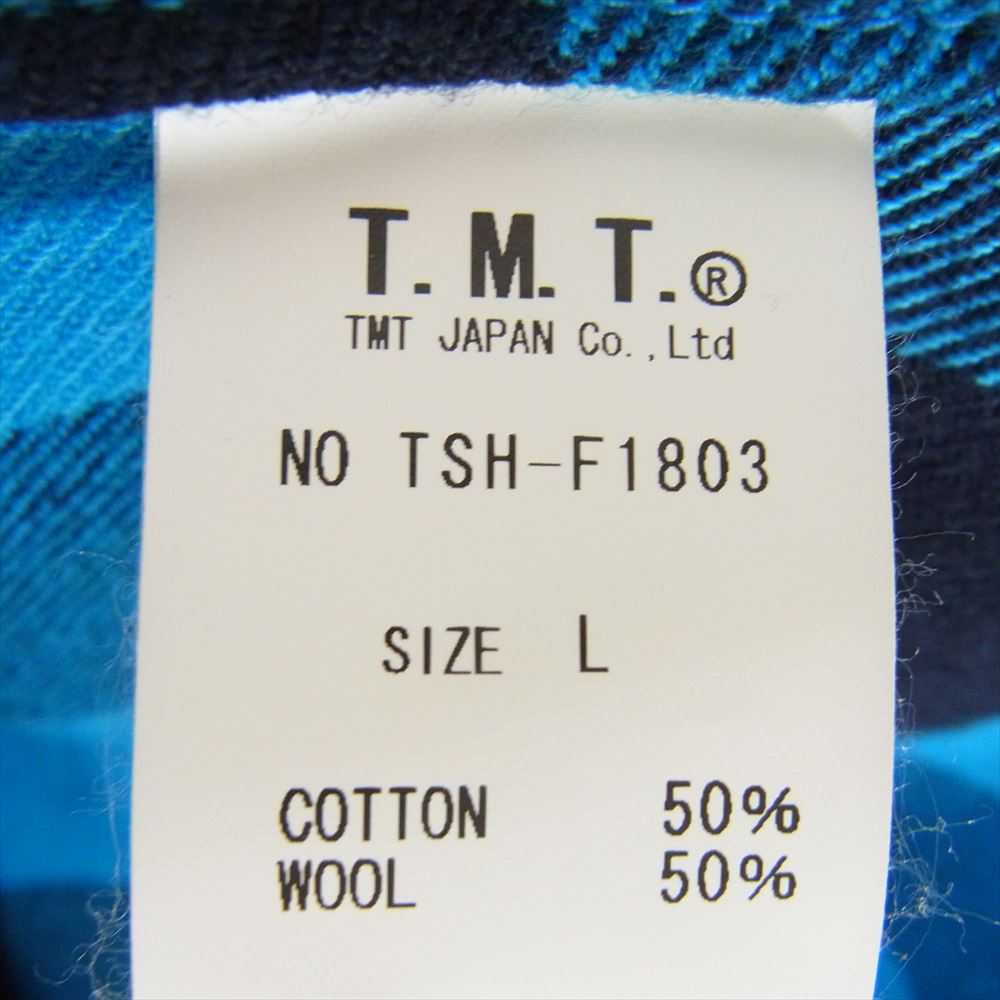 T.M.T.®
TMT JAPAN Co.,Ltd
NO TSH-F1803
SIZE L
COTTON 50%
WOOL 50%